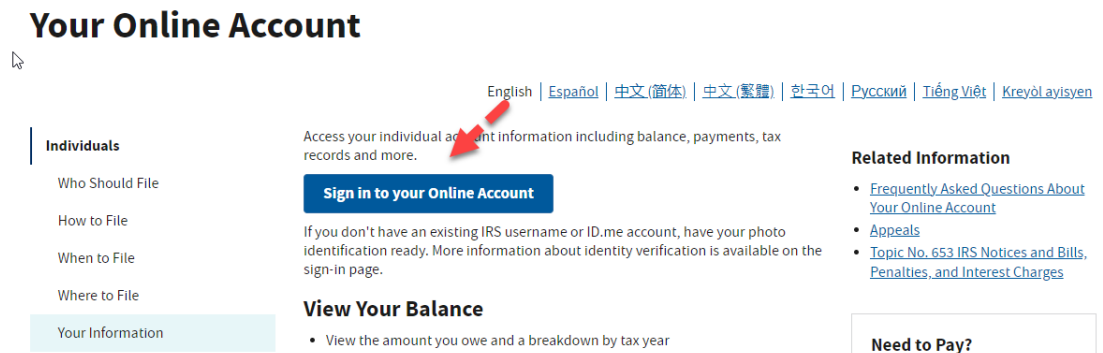 Your Online Account
English | Español | 中文 (简体) | 中文 (繁體) | 한국어 | Русский | Tiếng Việt | Kreyòl ayisyen
Individuals
Who Should File
How to File
When to File
Where to File
Your Information
Access your individual account information including balance, payments, tax
records and more.
Sign in to your Online Account
If you don't have an existing IRS username or ID.me account, have your photo
identification ready. More information about identity verification is available on the
sign-in page.
View Your Balance
• View the amount you owe and a breakdown by tax year
Related Information
• Frequently Asked Questions About
Your Online Account
• Appeals
• Topic No. 653 IRS Notices and Bills,
Penalties, and Interest Charges
Need to Pay?